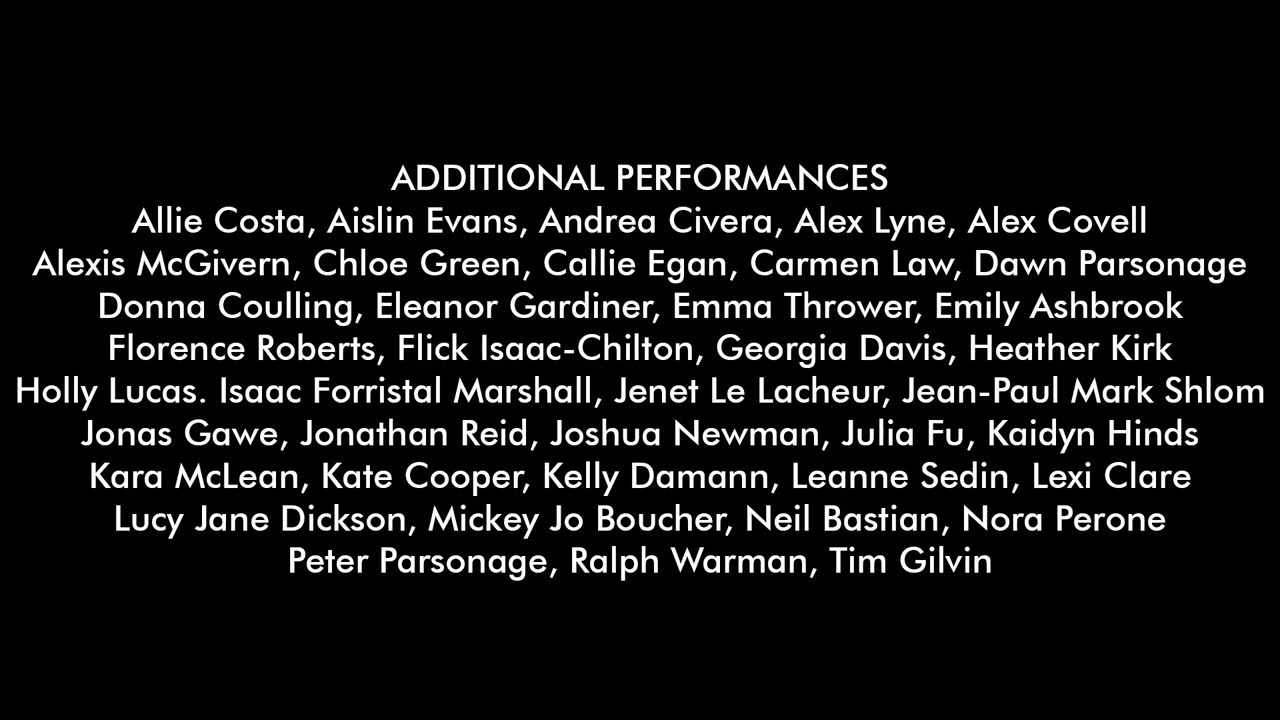 ADDITIONAL PERFORMANCES
Allie Costa, Aislin Evans, Andrea Civera, Alex Lyne, Alex Covell
Alexis McGivern, Chloe Green, Callie Egan, Carmen Law, Dawn Parsonage
Donna Coulling, Eleanor Gardiner, Emma Thrower, Emily Ashbrook
Florence Roberts, Flick Isaac-Chilton, Georgia Davis, Heather Kirk
Holly Lucas. Isaac Forristal Marshall, Jenet Le Lacheur, Jean-Paul Mark Shlom
Jonas Gawe, Jonathan Reid, Joshua Newman, Julia Fu, Kaidyn Hinds
Kara McLean, Kate Cooper, Kelly Damann, Leanne Sedin, Lexi Clare
Lucy Jane Dickson, Mickey Jo Boucher, Neil Bastian, Nora Perone
Peter Parsonage, Ralph Warman, Tim Gilvin